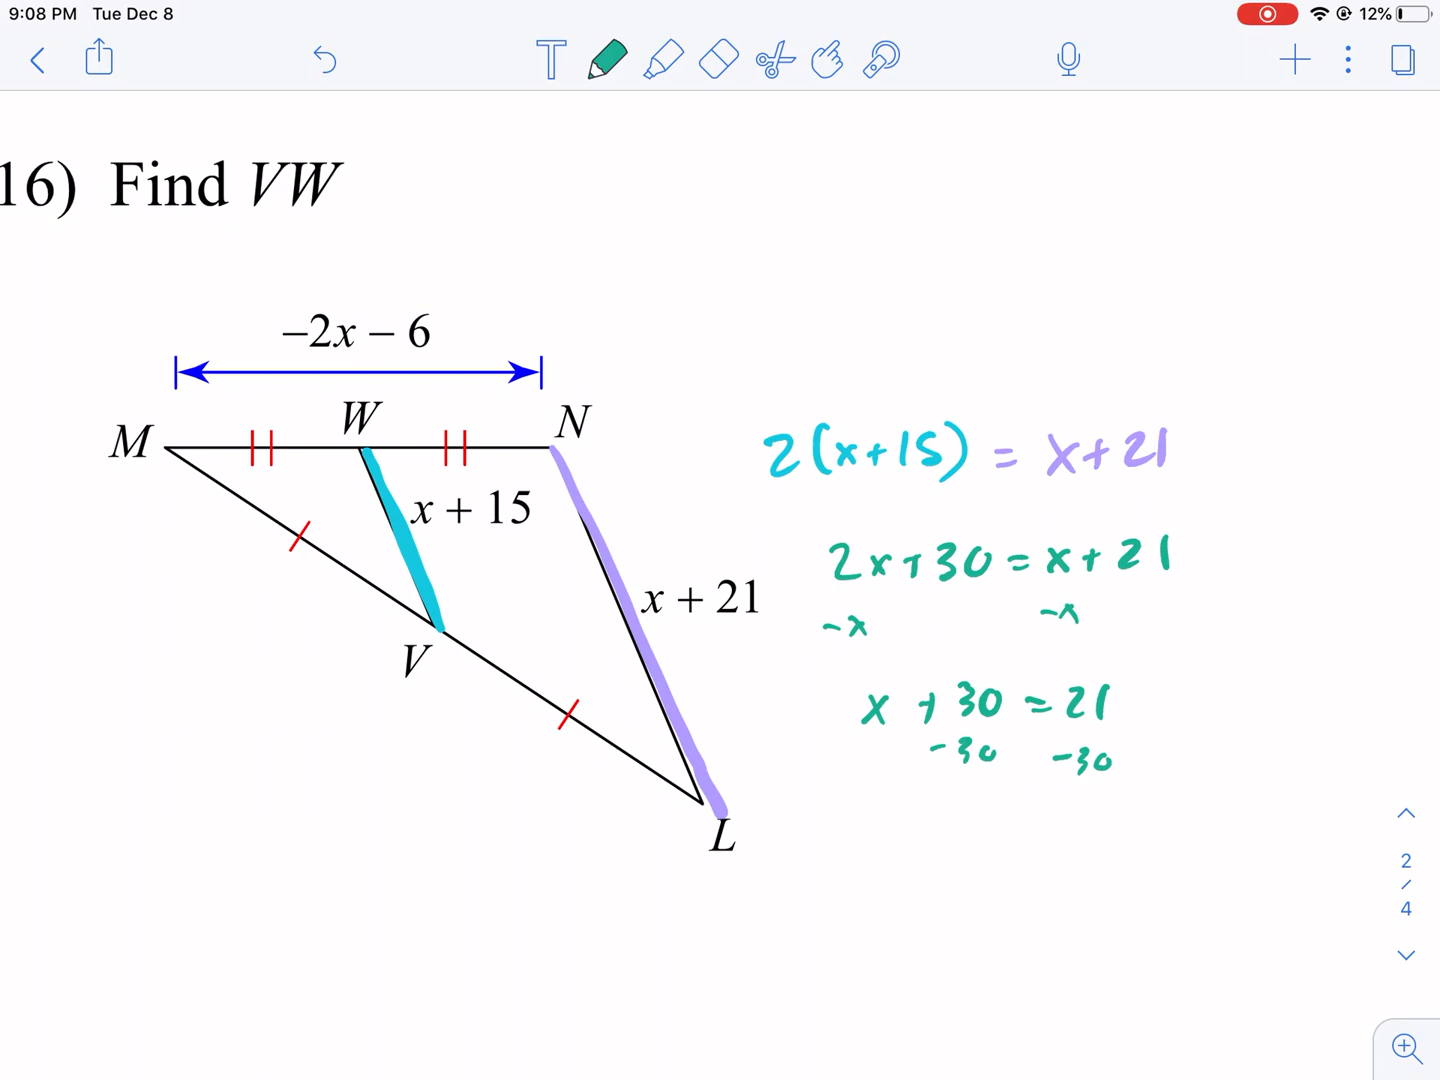 9:08 PM Tue Dec 8 12%
T
16) Find VW
−2x − 6
M W N
x + 15
x + 21
V
L
2(x+15) = x+21
2x+30 = x+21
-x -x
x +30 = 21
-30 -30
2
/
4